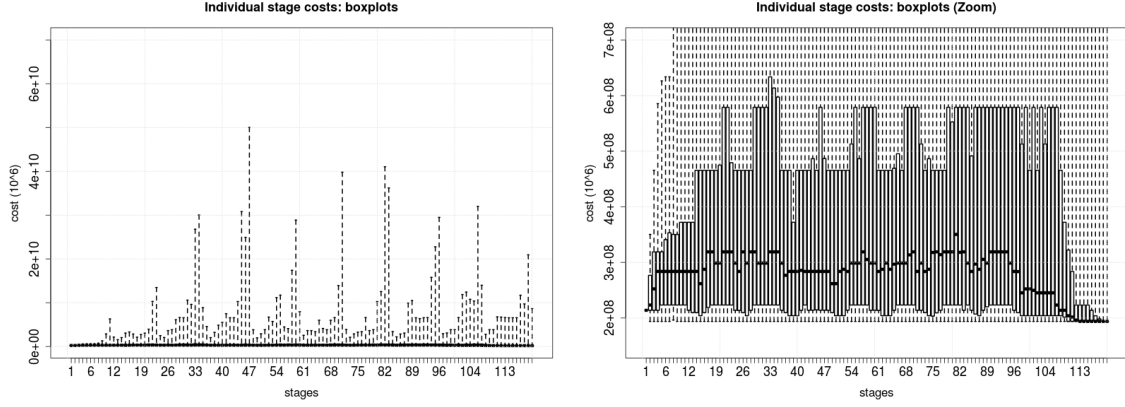 Individual stage costs: boxplots
cost (10^6)
6e+10
4e+10
2e+10
0e+00
1 6 12 19 26 33 40 47 54 61 68 75 82 89 96 104 113
stages
Individual stage costs: boxplots (Zoom)
cost (10^6)
7e+08
6e+08
5e+08
4e+08
3e+08
2e+08
1 6 12 19 26 33 40 47 54 61 68 75 82 89 96 104 113
stages